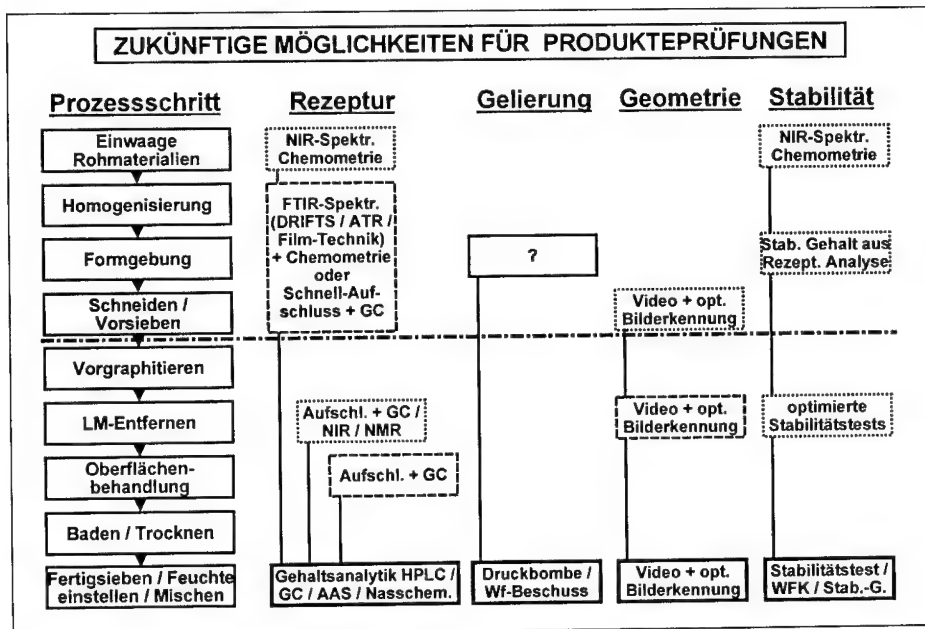 ZUKÜNFTIGE MÖGLICHKEITEN FÜR PRODUKTEPRÜFUNGEN
Prozessschritt
Rezeptur
Gelierung
Geometrie
Stabilität
Einwaage
Rohmaterialien
NIR-Spektr.
Chemometrie
NIR-Spektr.
Chemometrie
Homogenisierung
Formgebung
Schneiden /
Vorsieben
FTIR-Spektr.
(DRIFTS / ATR /
Film-Technik)
+ Chemometrie
oder
Schnell-Auf-
schluss + GC
?
Stab. Gehalt aus
Rezept. Analyse
Video + opt.
Bilderkennung
Vorgraphitieren
LM-Entfernen
Aufschl. + GC /
NIR / NMR
Video + opt.
Bilderkennung
optimierte
Stabilitätstests
Oberflächen-
behandlung
Aufschl. + GC
Baden / Trocknen
Fertigsieben / Feuchte
einstellen / Mischen
Gehaltsanalytik HPLC /
GC / AAS / Nasschem.
Druckbombe /
Wf-Beschuss
Video + opt.
Bilderkennung
Stabilitätstest /
WFK / Stab.-G.